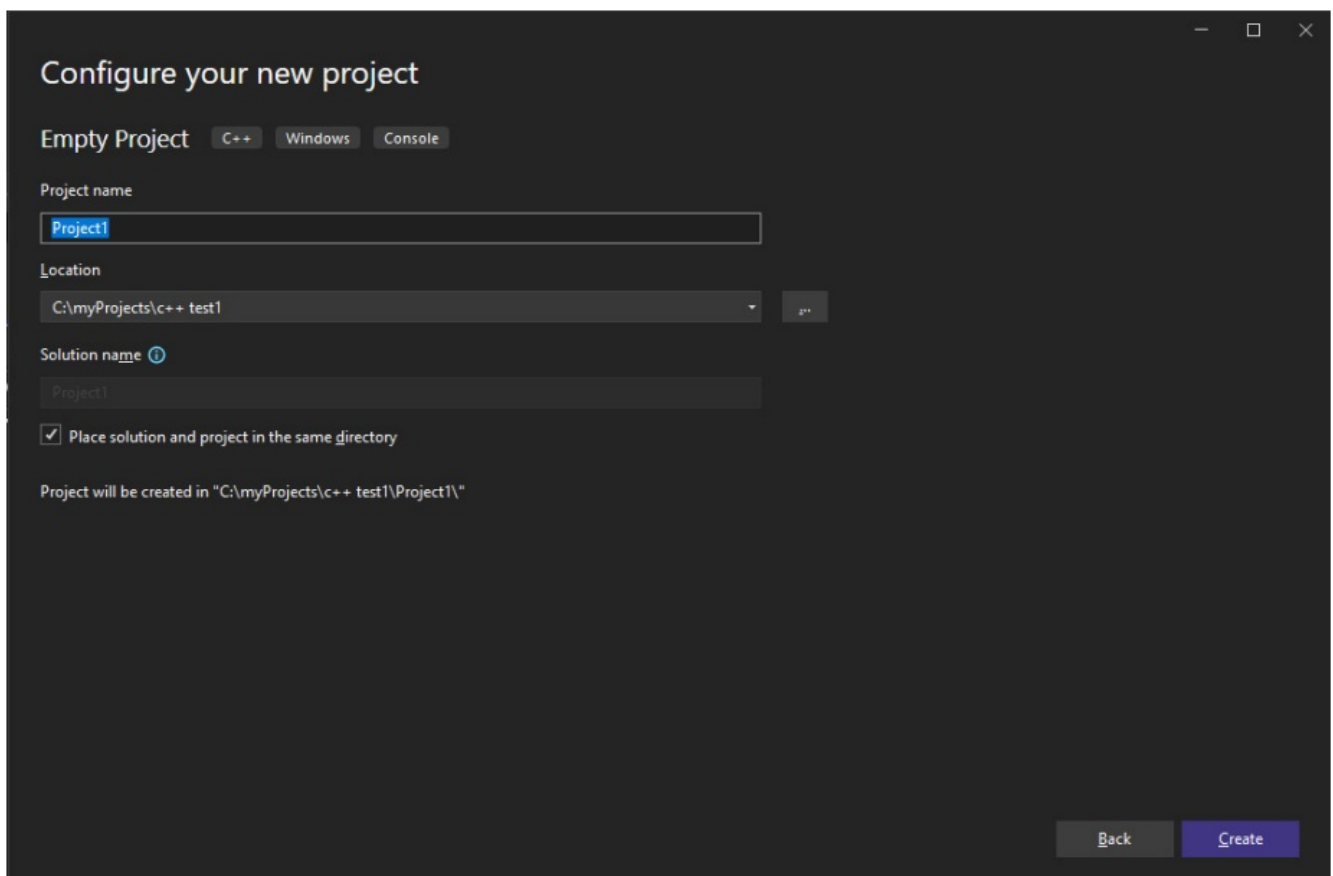 Configure your new project
Empty Project C++ Windows Console
Project name
Project1
Location
C:\myProjects\c++ test1
...
Solution name
Project1
Place solution and project in the same directory
Project will be created in "C:\myProjects\c++ test1\Project1\"
Back Create